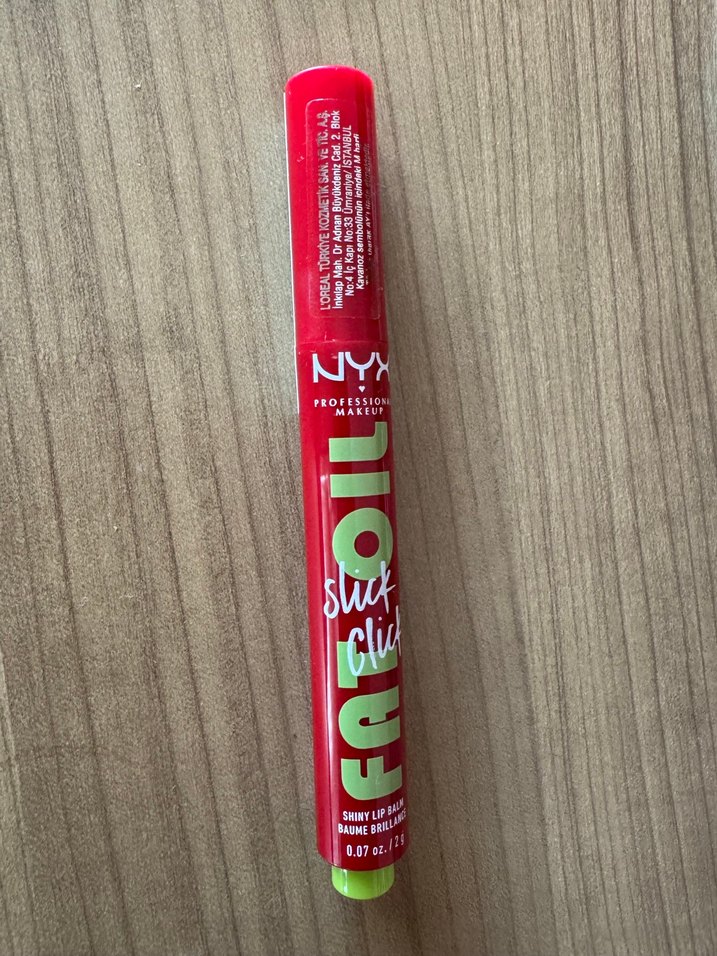 L'OREAL TÜRKİYE KOZMETİK SAN. VE TİC. A.Ş.
İnkılap Mah. Dr Adnan Büyükdeniz Cad. 2. Blok
No:4 İç Kapı No:33 Ümraniye/ İSTANBUL
Kavanoz sembolünün içindeki M harfi
NYX
PROFESSIONA
MAKEUP
FAT OIL
slick
Click
SHINY LIP BALM
BAUME BRILLANCE
0.07 oz. / 2 g